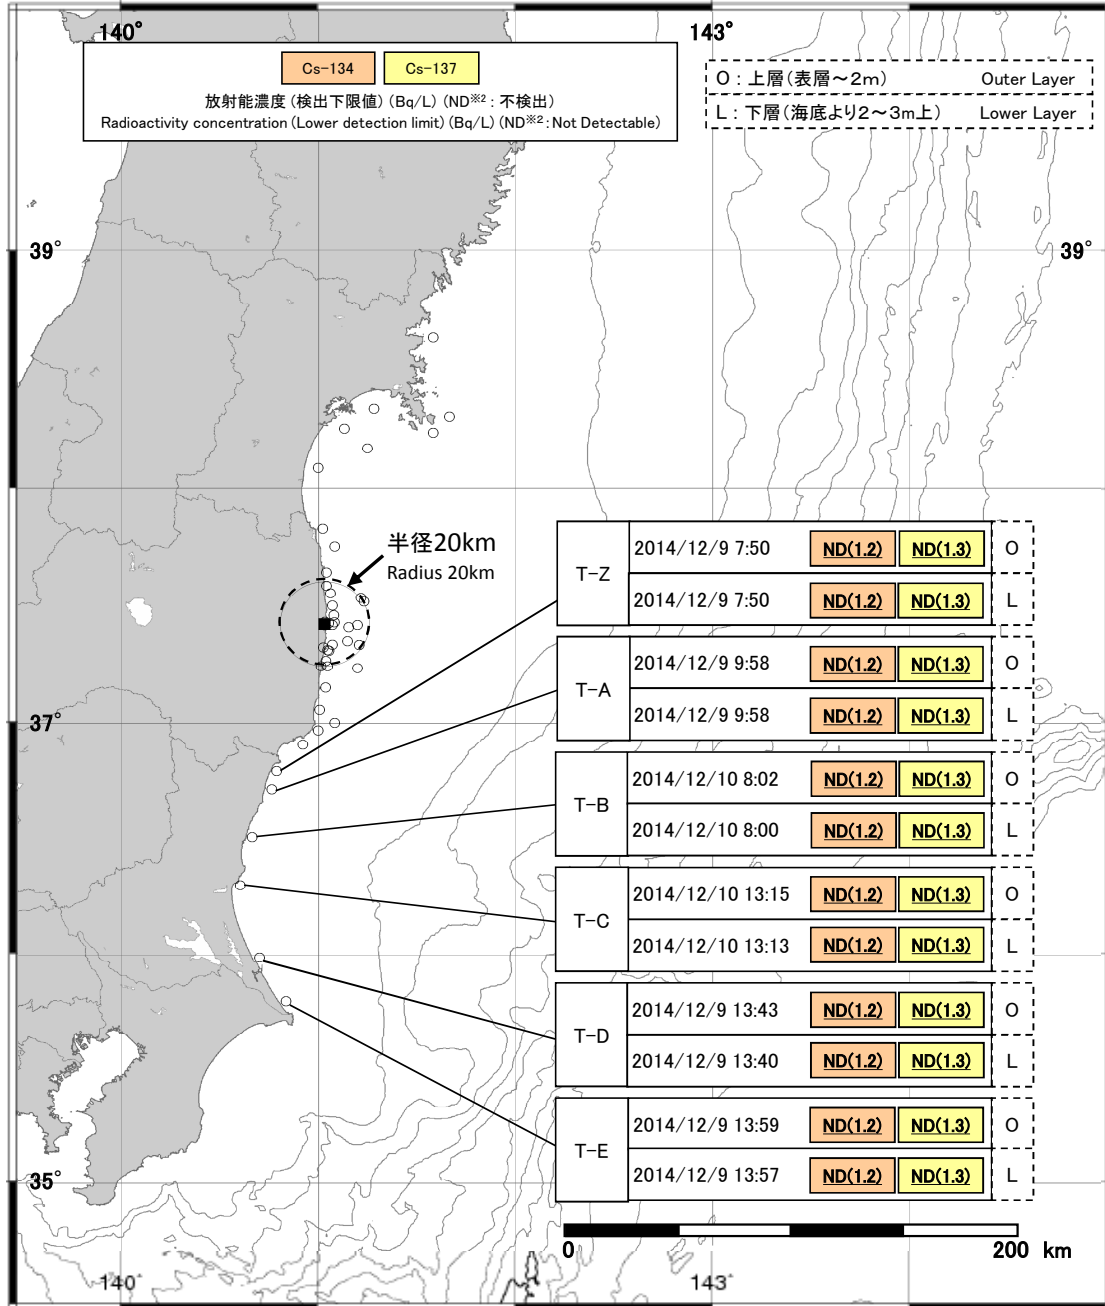 140°
143°
Cs-134 Cs-137
放射能濃度(検出下限値)(Bq/L)(ND※2:不検出)
Radioactivity concentration(Lower detection limit)(Bq/L)(ND※2:Not Detectable)
O:上層(表層~2m) Outer Layer
L:下層(海底より2~3m上) Lower Layer
39°
39°
半径20km
Radius 20km
T-Z
2014/12/9 7:50 ND(1.2) ND(1.3) O
2014/12/9 7:50 ND(1.2) ND(1.3) L
T-A
2014/12/9 9:58 ND(1.2) ND(1.3) O
2014/12/9 9:58 ND(1.2) ND(1.3) L
37°
T-B
2014/12/10 8:02 ND(1.2) ND(1.3) O
2014/12/10 8:00 ND(1.2) ND(1.3) L
T-C
2014/12/10 13:15 ND(1.2) ND(1.3) O
2014/12/10 13:13 ND(1.2) ND(1.3) L
T-D
2014/12/9 13:43 ND(1.2) ND(1.3) O
2014/12/9 13:40 ND(1.2) ND(1.3) L
T-E
2014/12/9 13:59 ND(1.2) ND(1.3) O
2014/12/9 13:57 ND(1.2) ND(1.3) L
35°
0 200 km
140°
143°